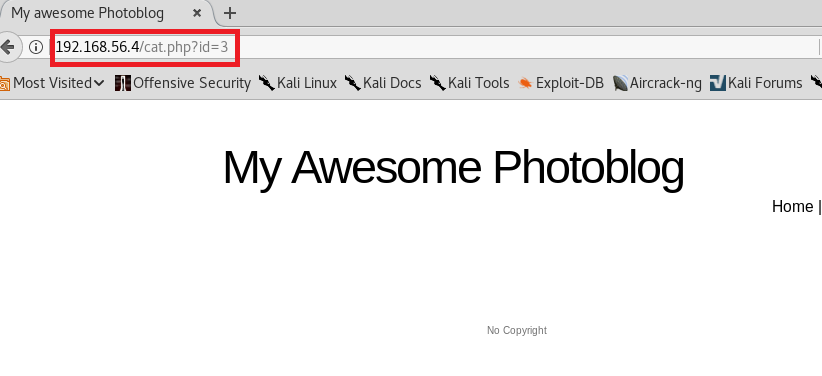 My awesome Photoblog
192.168.56.4/cat.php?id=3
Most Visited Offensive Security Kali Linux Kali Docs Kali Tools Exploit-DB Aircrack-ng Kali Forums
My Awesome Photoblog
Home |
No Copyright